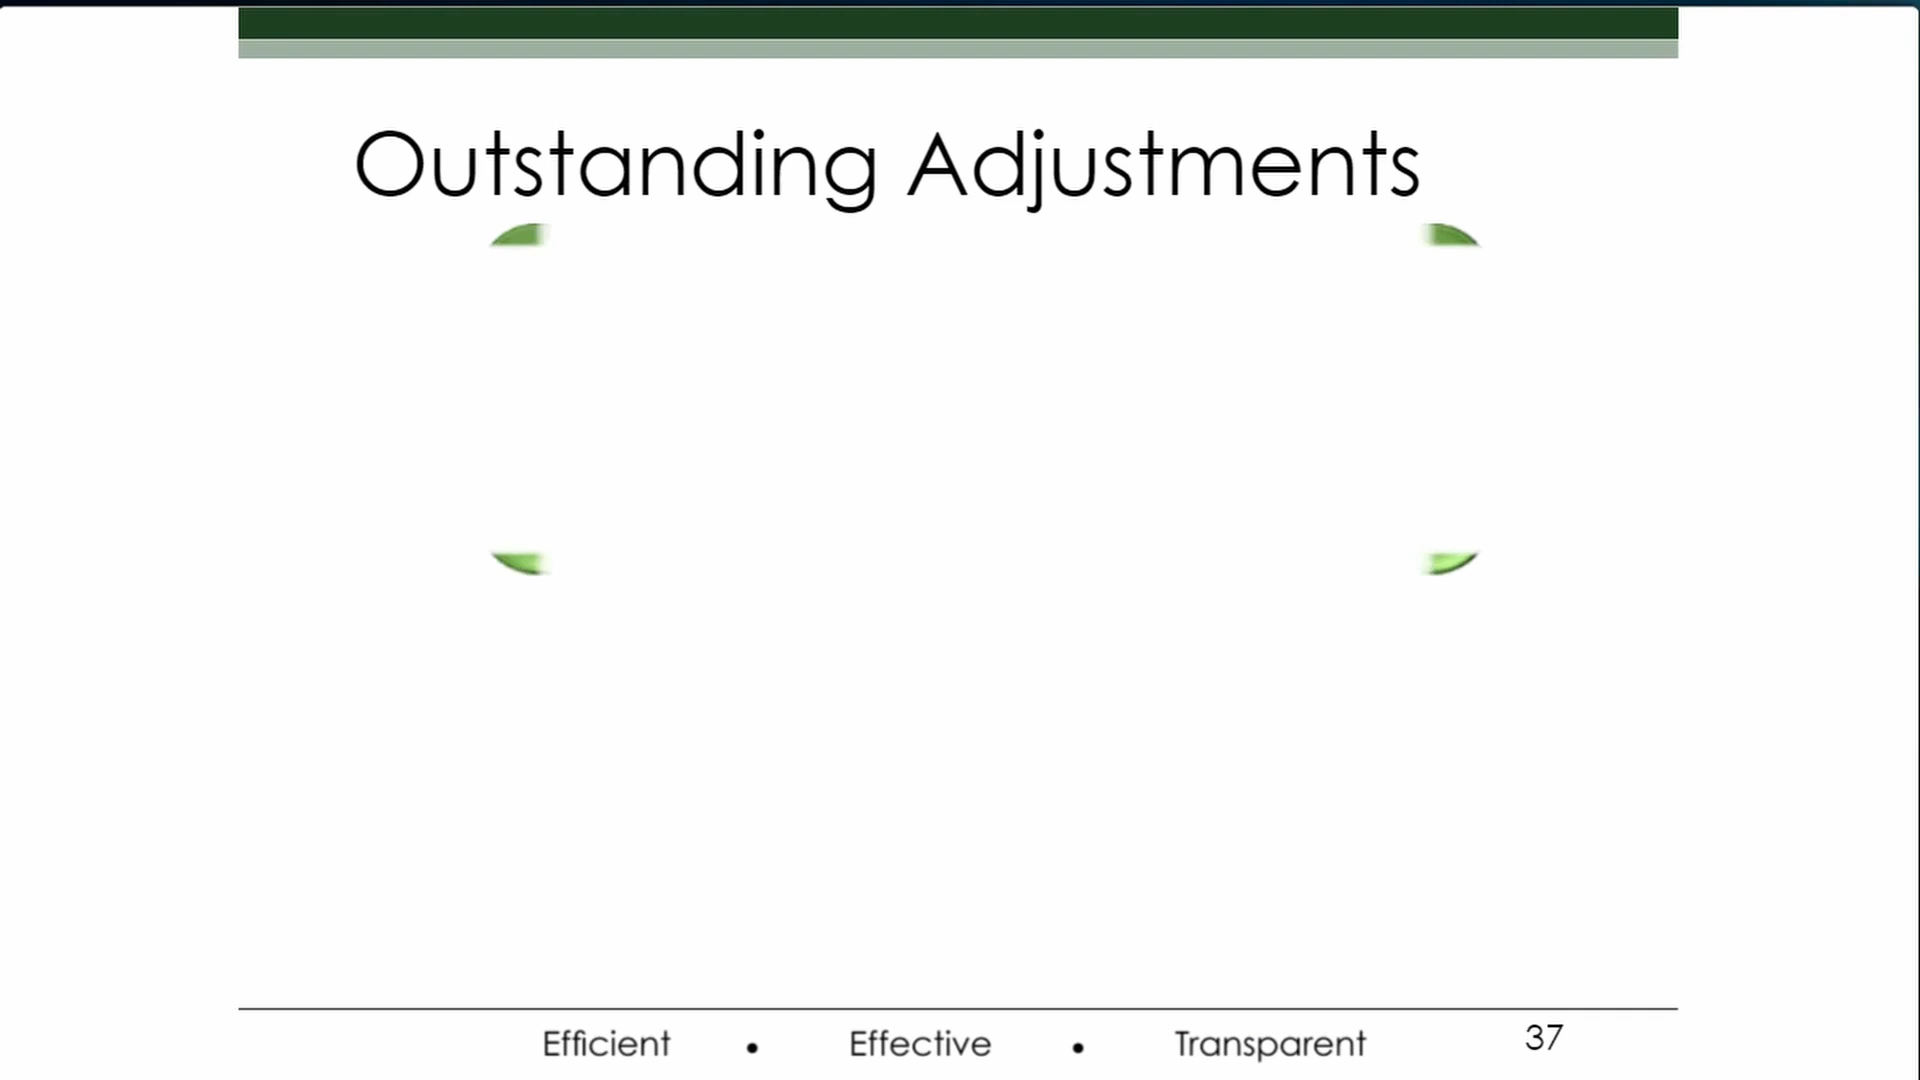 Outstanding Adjustments
Efficient • Effective • Transparent 37